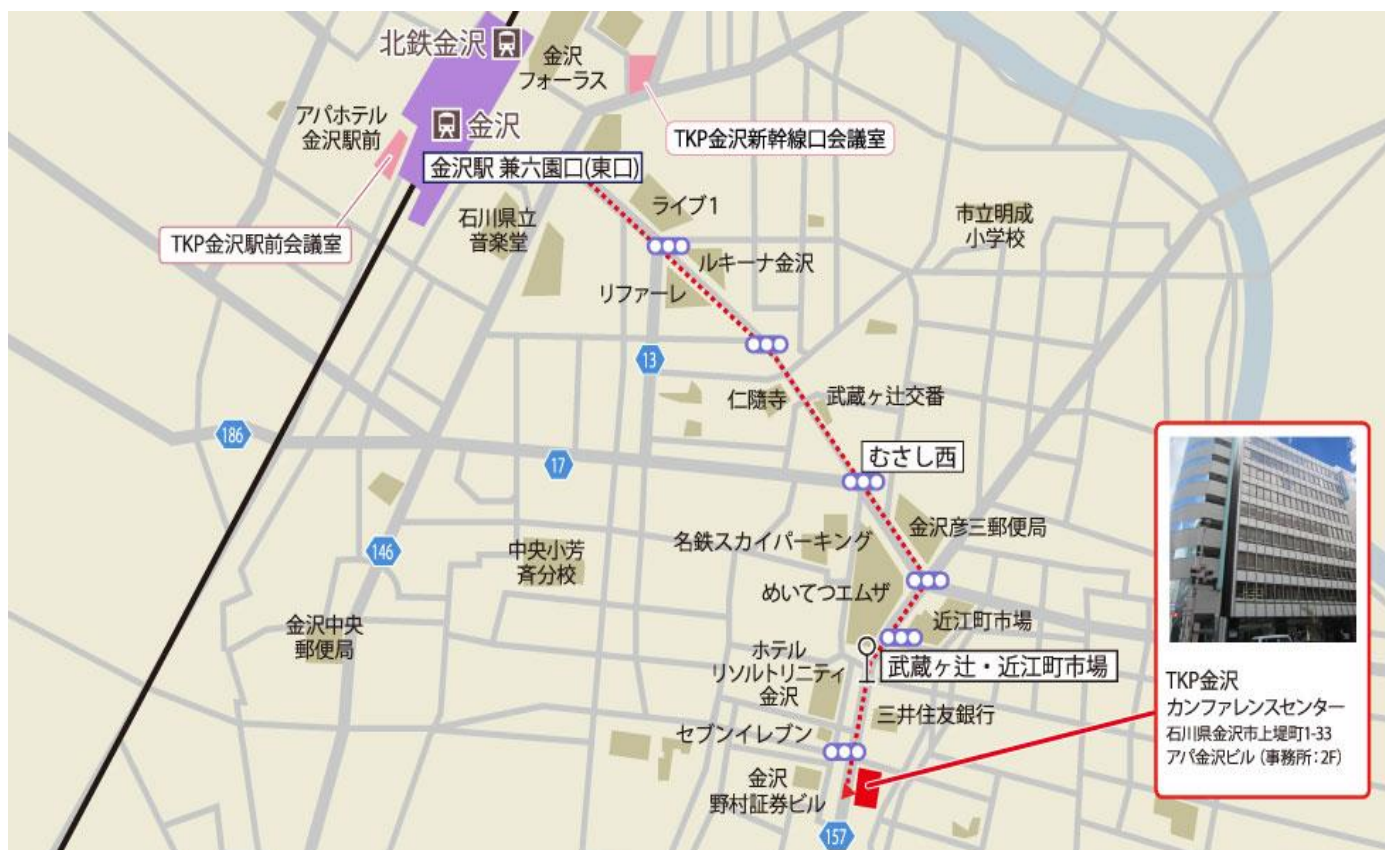 北鉄金沢
金沢
フォーラス
アパホテル
金沢駅前
金沢
TKP金沢新幹線口会議室
金沢駅 兼六園口(東口)
ライブ1
石川県立
音楽堂
市立明成
小学校
TKP金沢駅前会議室
ルキーナ金沢
リファーレ
13
仁随寺
武蔵ヶ辻交番
186
17
むさし西
金沢彦三郵便局
名鉄スカイパーキング
146
中央小芳
斉分校
めいてつエムザ
近江町市場
金沢中央
郵便局
ホテル
リソルトリニティ
金沢
武蔵ヶ辻・近江町市場
三井住友銀行
セブンイレブン
金沢
野村証券ビル
157
TKP金沢
カンファレンスセンター
石川県金沢市上堤町1-33
アパ金沢ビル (事務所:2F)